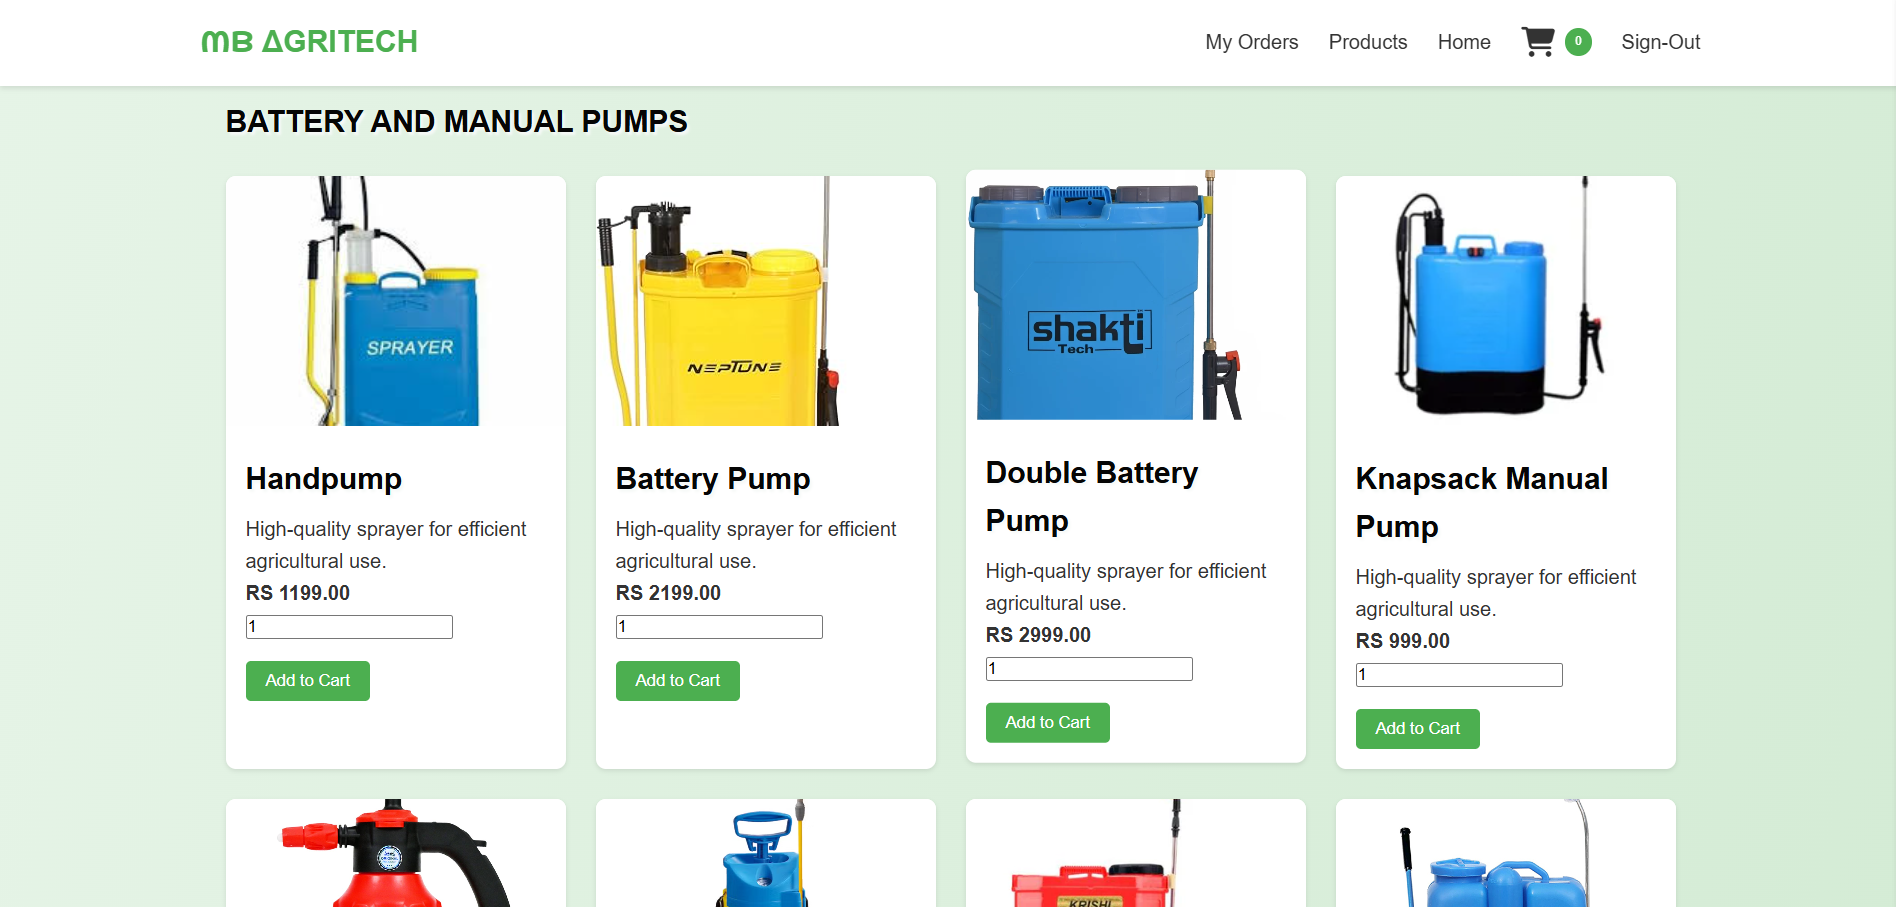 MB AGRITECH
My Orders
Products
Home
0
Sign-Out
BATTERY AND MANUAL PUMPS
SPRAYER
NEPTUNE
shakti
Tech
Handpump
High-quality sprayer for efficient
agricultural use.
RS 1199.00
1
Add to Cart
Battery Pump
High-quality sprayer for efficient
agricultural use.
RS 2199.00
1
Add to Cart
Double Battery
Pump
High-quality sprayer for efficient
agricultural use.
RS 2999.00
1
Add to Cart
Knapsack Manual
Pump
High-quality sprayer for efficient
agricultural use.
RS 999.00
1
Add to Cart
KRISHI